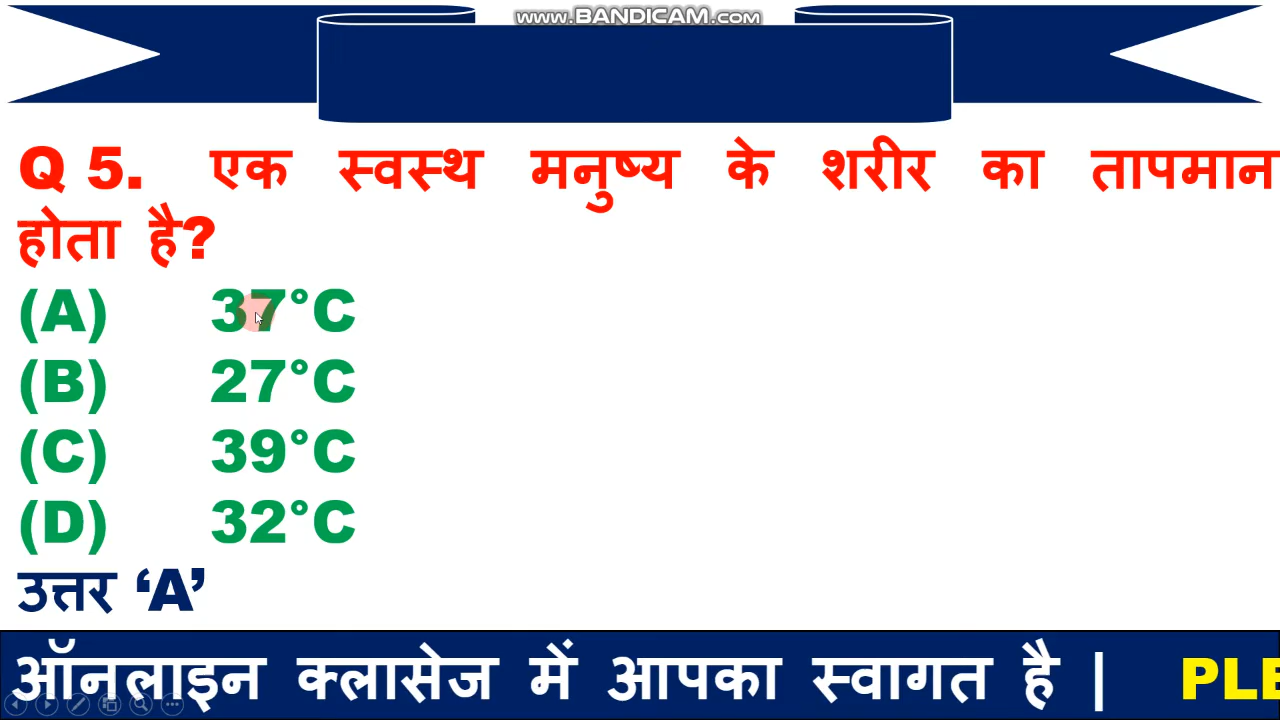 www.BANDICAM.com
Q 5. एक स्वस्थ मनुष्य के शरीर का तापमान
होता है?
(A) 37°C
(B) 27°C
(C) 39°C
(D) 32°C
उत्तर ‘A’
ऑनलाइन क्लासेज में आपका स्वागत है | PLE